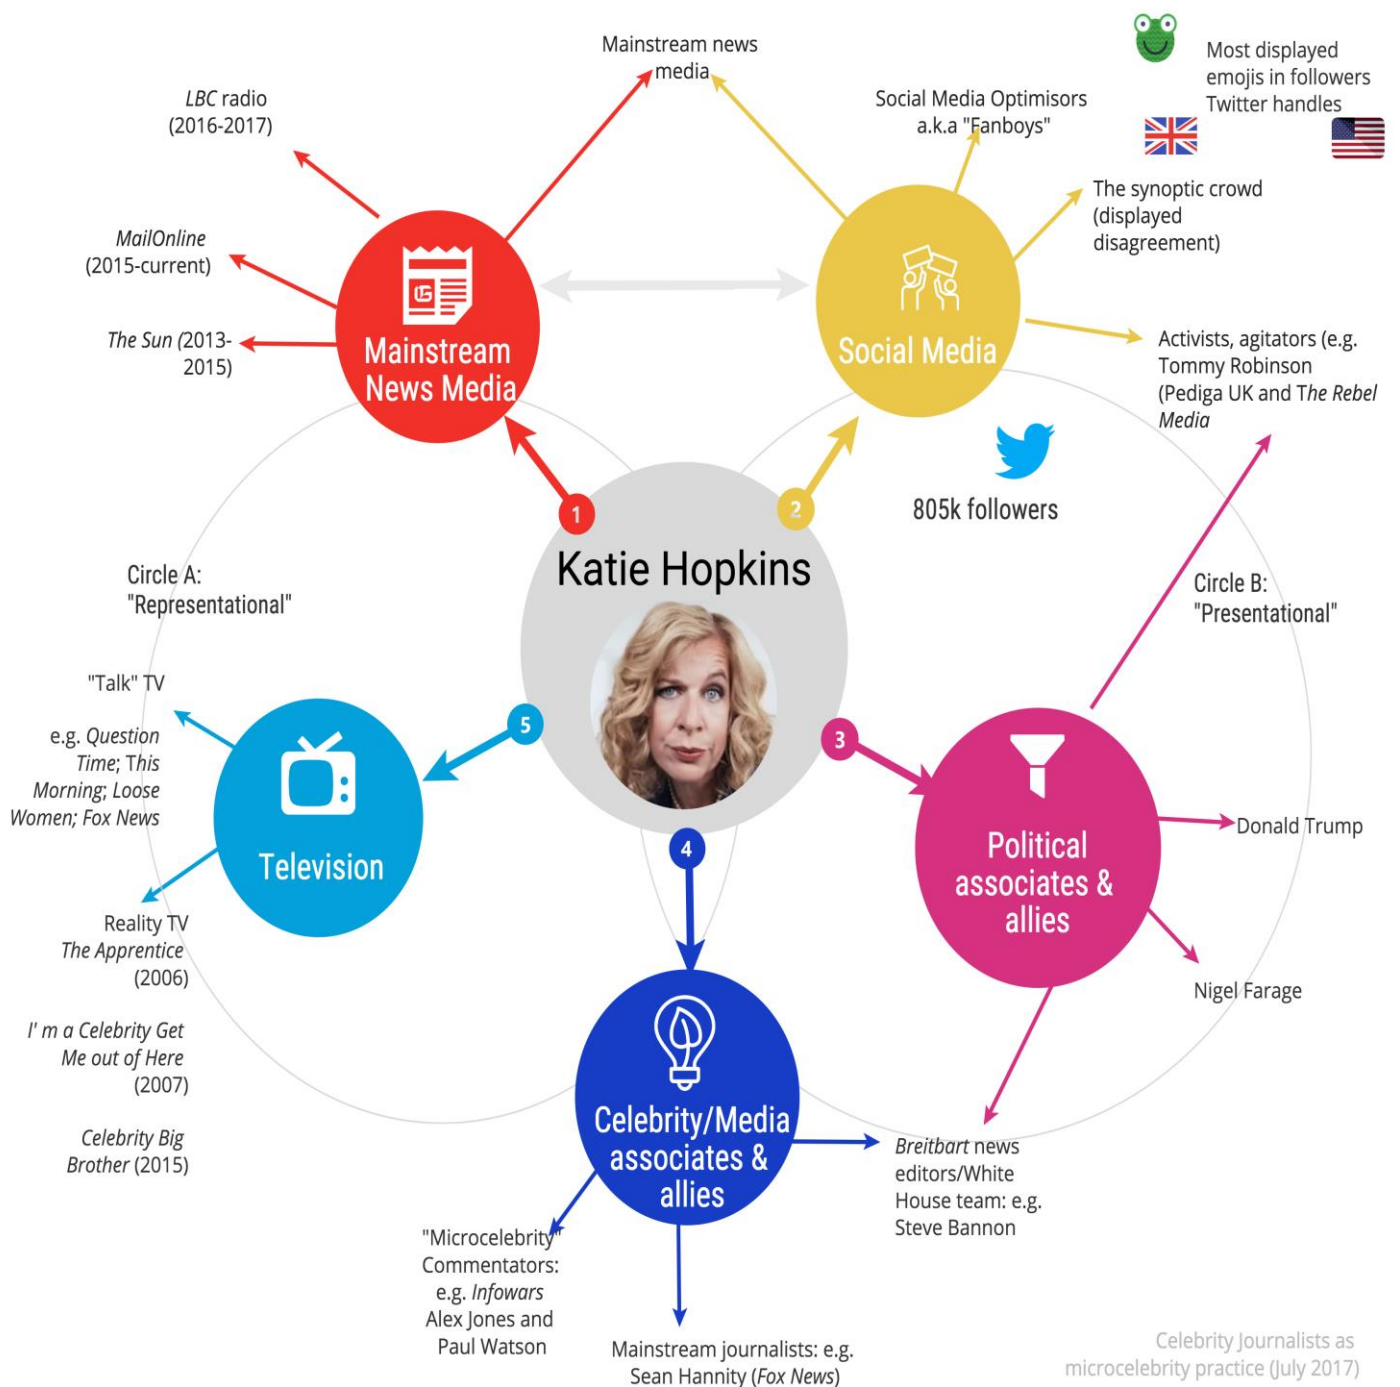 Mainstream news
media
Most displayed
emojis in followers
Twitter handles
LBC radio
(2016-2017)
Social Media Optimisors
a.k.a "Fanboys"
The synoptic crowd
(displayed
disagreement)
MailOnline
(2015-current)
The Sun (2013-
2015)
Mainstream
News Media
Social Media
Activists, agitators (e.g.
Tommy Robinson
(Pediga UK and The Rebel
Media
1
2
805k followers
Katie Hopkins
Circle A:
"Representational"
Circle B:
"Presentational"
"Talk" TV
e.g. Question
Time; This
Morning; Loose
Women; Fox News
5
3
Television
4
Political
associates &
allies
Donald Trump
Nigel Farage
Reality TV
The Apprentice
(2006)
I' m a Celebrity Get
Me out of Here
(2007)
Celebrity Big
Brother (2015)
Celebrity/Media
associates &
allies
Breitbart news
editors/White
House team: e.g.
Steve Bannon
"Microcelebrity"
Commentators:
e.g. Infowars
Alex Jones and
Paul Watson
Mainstream journalists: e.g.
Sean Hannity (Fox News)
Celebrity Journalists as
microcelebrity practice (July 2017)